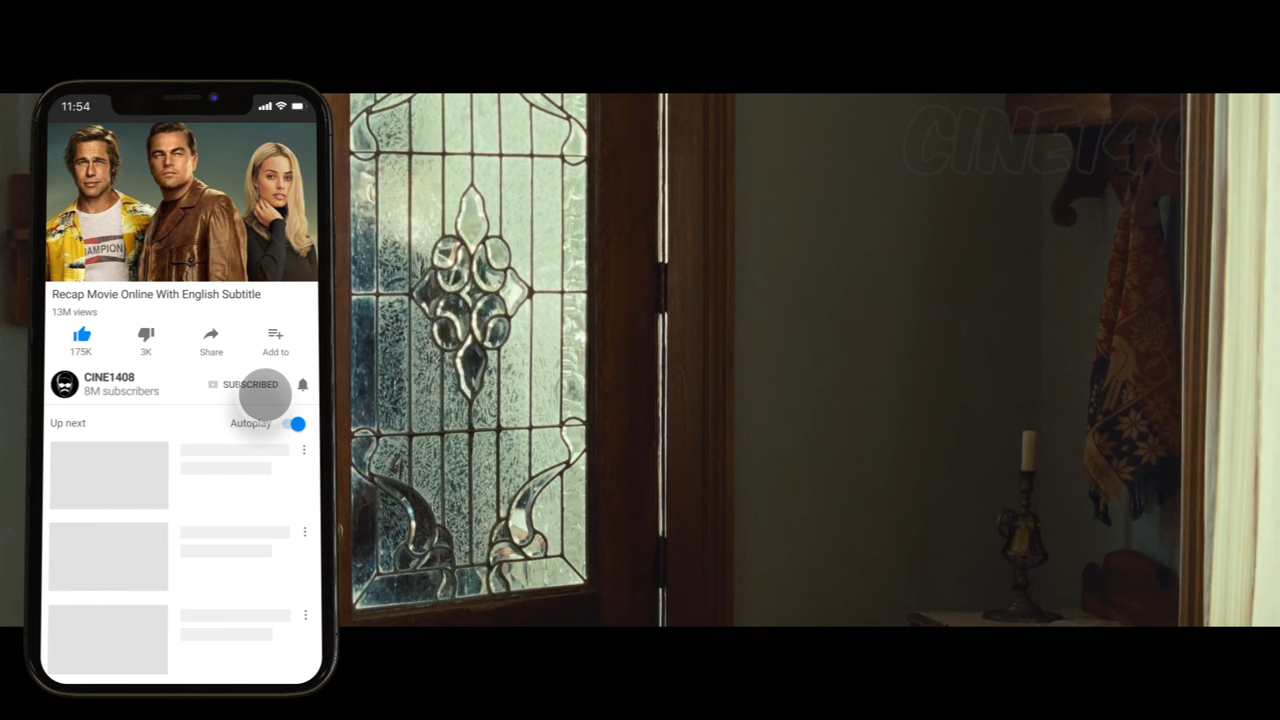 11:54
CHAMPION
Recap Movie Online With English Subtitle
13M views
175K
3K
Share
Add to
CINE1408
SUBSCRIBED
8M subscribers
Up next
Autoplay
CINE140